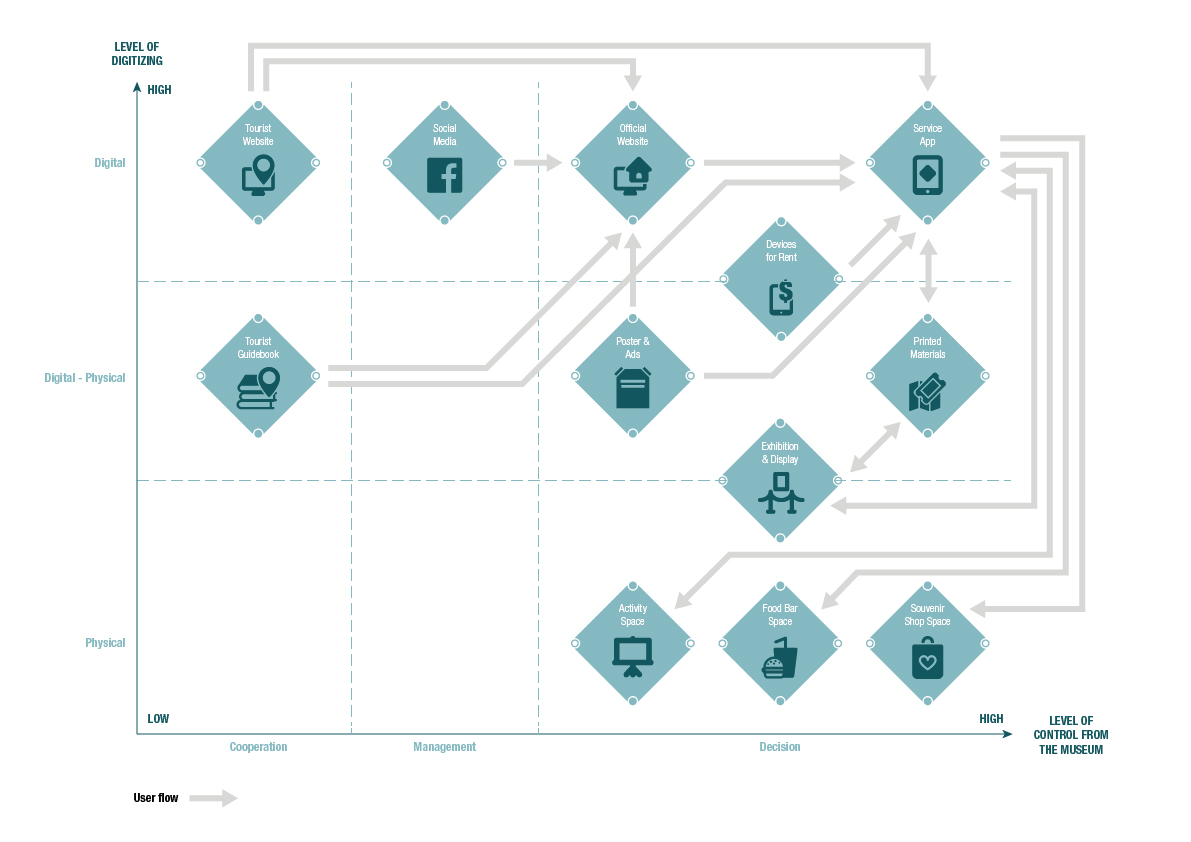 LEVEL OF
DIGITIZING
HIGH
Digital
Tourist
Website
Social
Media
Official
Website
Service
App
Devices
for Rent
$
Digital - Physical
Tourist
Guidebook
Poster &
Ads
Printed
Materials
Exhibition
& Display
Physical
Activity
Space
Food Bar
Space
Souvenir
Shop Space
LOW
HIGH
LEVEL OF
CONTROL FROM
THE MUSEUM
Cooperation
Management
Decision
User flow